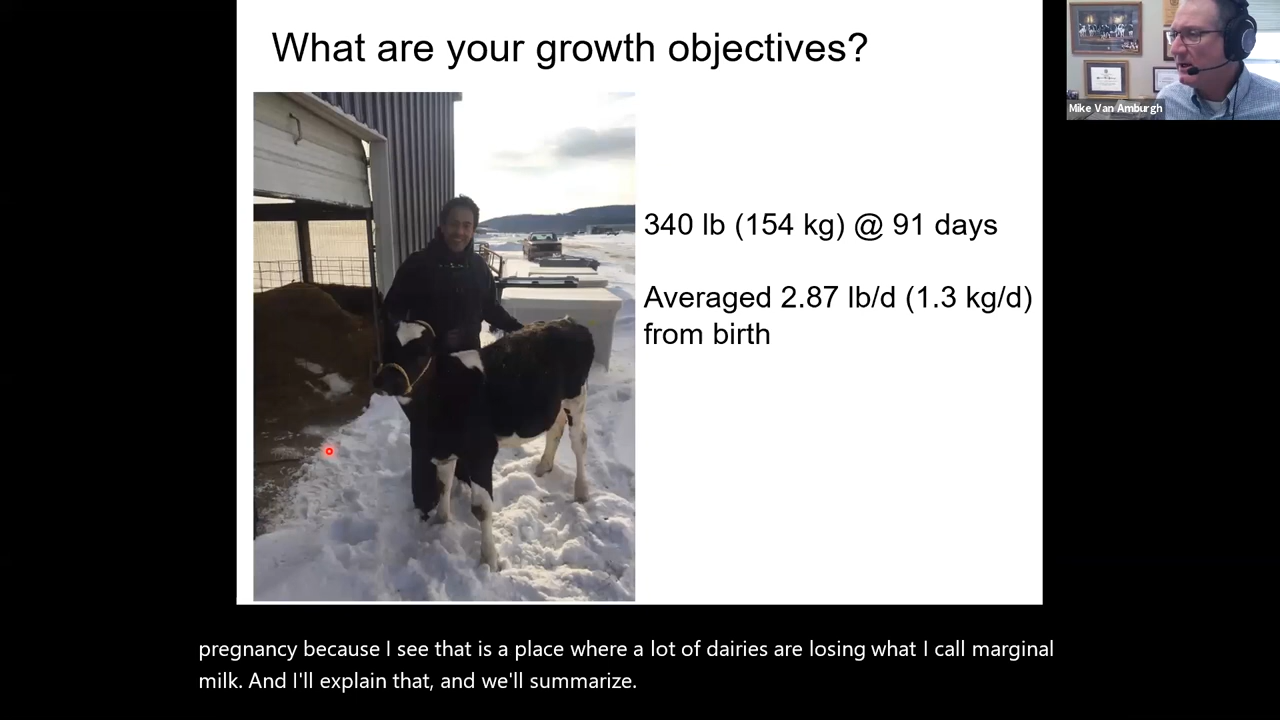 What are your growth objectives?
Mike Van Amburgh
340 lb (154 kg) @ 91 days
Averaged 2.87 lb/d (1.3 kg/d)
from birth
pregnancy because I see that is a place where a lot of dairies are losing what I call marginal
milk. And I'll explain that, and we'll summarize.